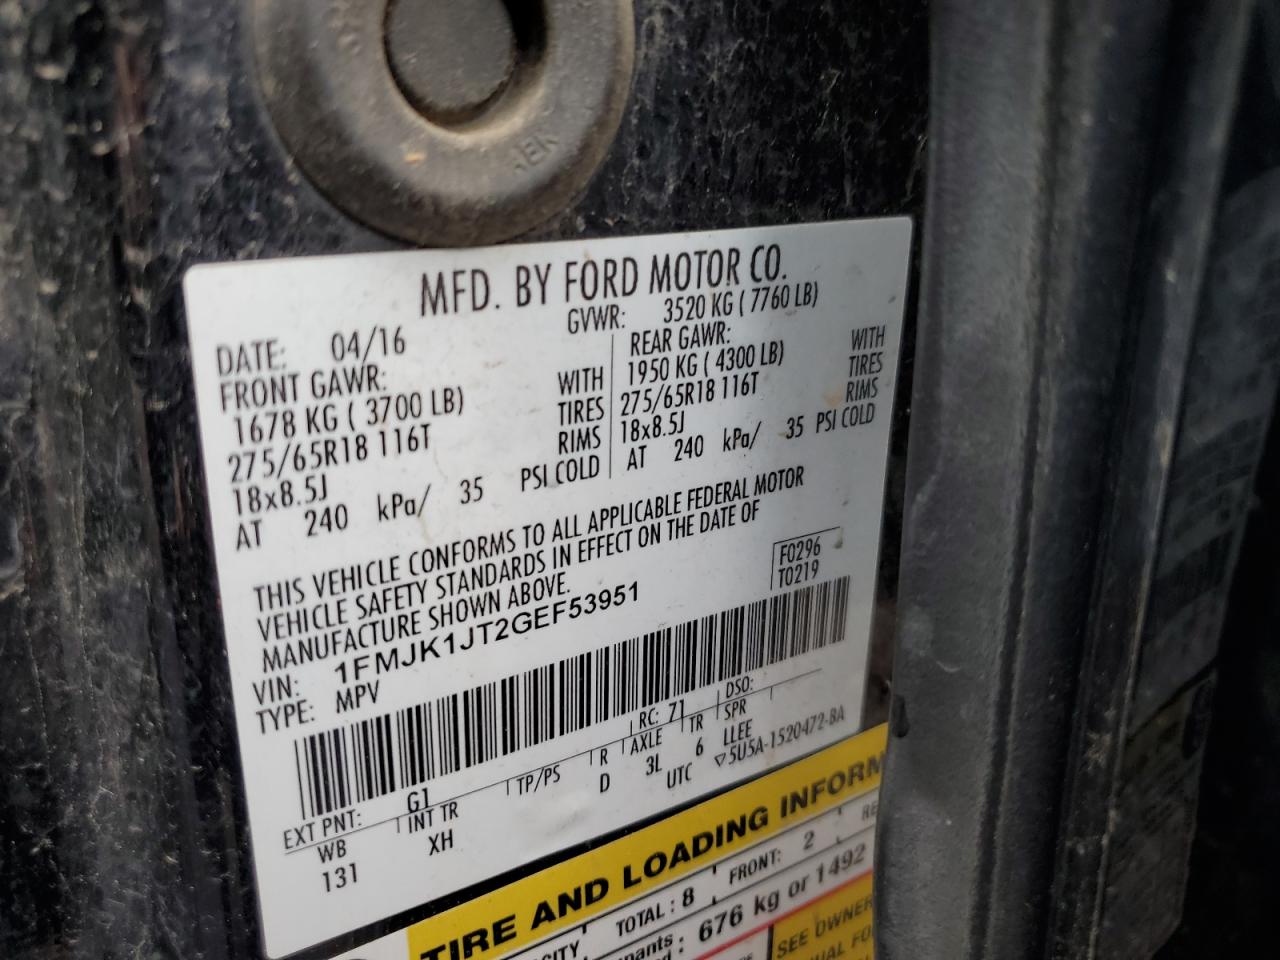 MFD. BY FORD MOTOR CO.
DATE: 04/16 GVWR: 3520 KG ( 7760 LB)
FRONT GAWR: REAR GAWR:
1678 KG ( 3700 LB) WITH 1950 KG ( 4300 LB) WITH
275/65R18 116T TIRES 275/65R18 116T TIRES
18x8.5J RIMS 18x8.5J RIMS
AT 240 kPa/ 35 PSI COLD AT 240 kPa/ 35 PSI COLD
THIS VEHICLE CONFORMS TO ALL APPLICABLE FEDERAL MOTOR
VEHICLE SAFETY STANDARDS IN EFFECT ON THE DATE OF
MANUFACTURE SHOWN ABOVE.
F0296
T0219
VIN: 1FMJK1JT2GEF53951
TYPE: MPV
EXT PNT: G1 RC: 71 DSO:
WB INT TR TP/PS R AXLE TR SPR
131 XH D 3L 6 LLEE
UTC ▽5U5A-1520472-BA
TIRE AND LOADING INFORM
TOTAL: 8 FRONT: 2
676 kg or 1492
SEE OWNER